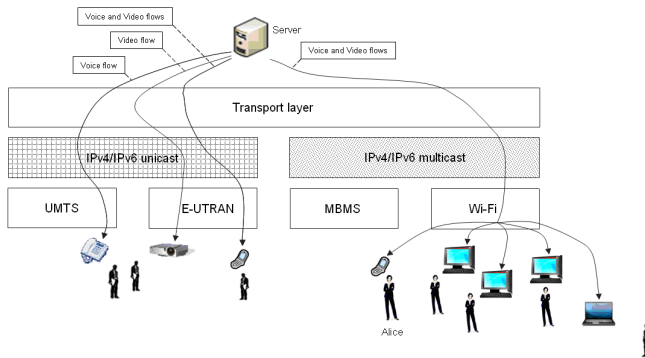 Voice and Video flows
Server
Video flow
Voice and Video flows
Voice flow
Transport layer
IPv4/IPv6 unicast
IPv4/IPv6 multicast
UMTS
E-UTRAN
MBMS
Wi-Fi
Alice